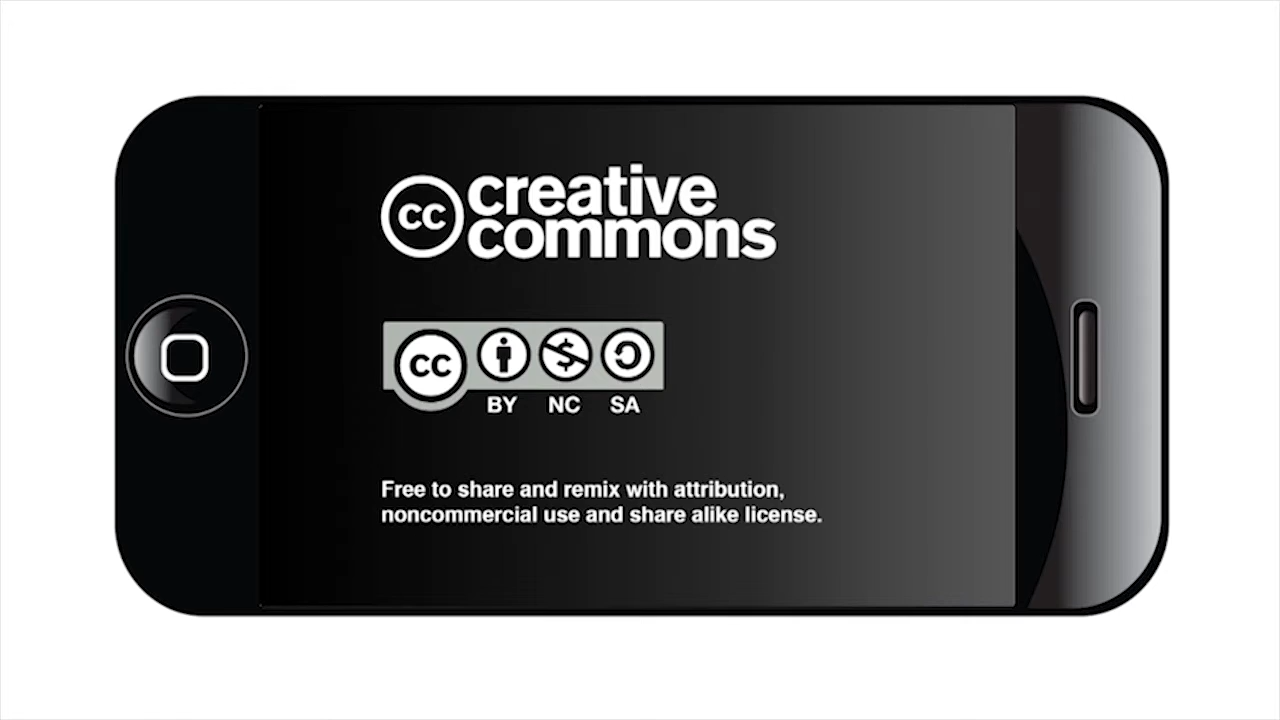 cc creative
commons
cc
BY NC SA
Free to share and remix with attribution,
noncommercial use and share alike license.